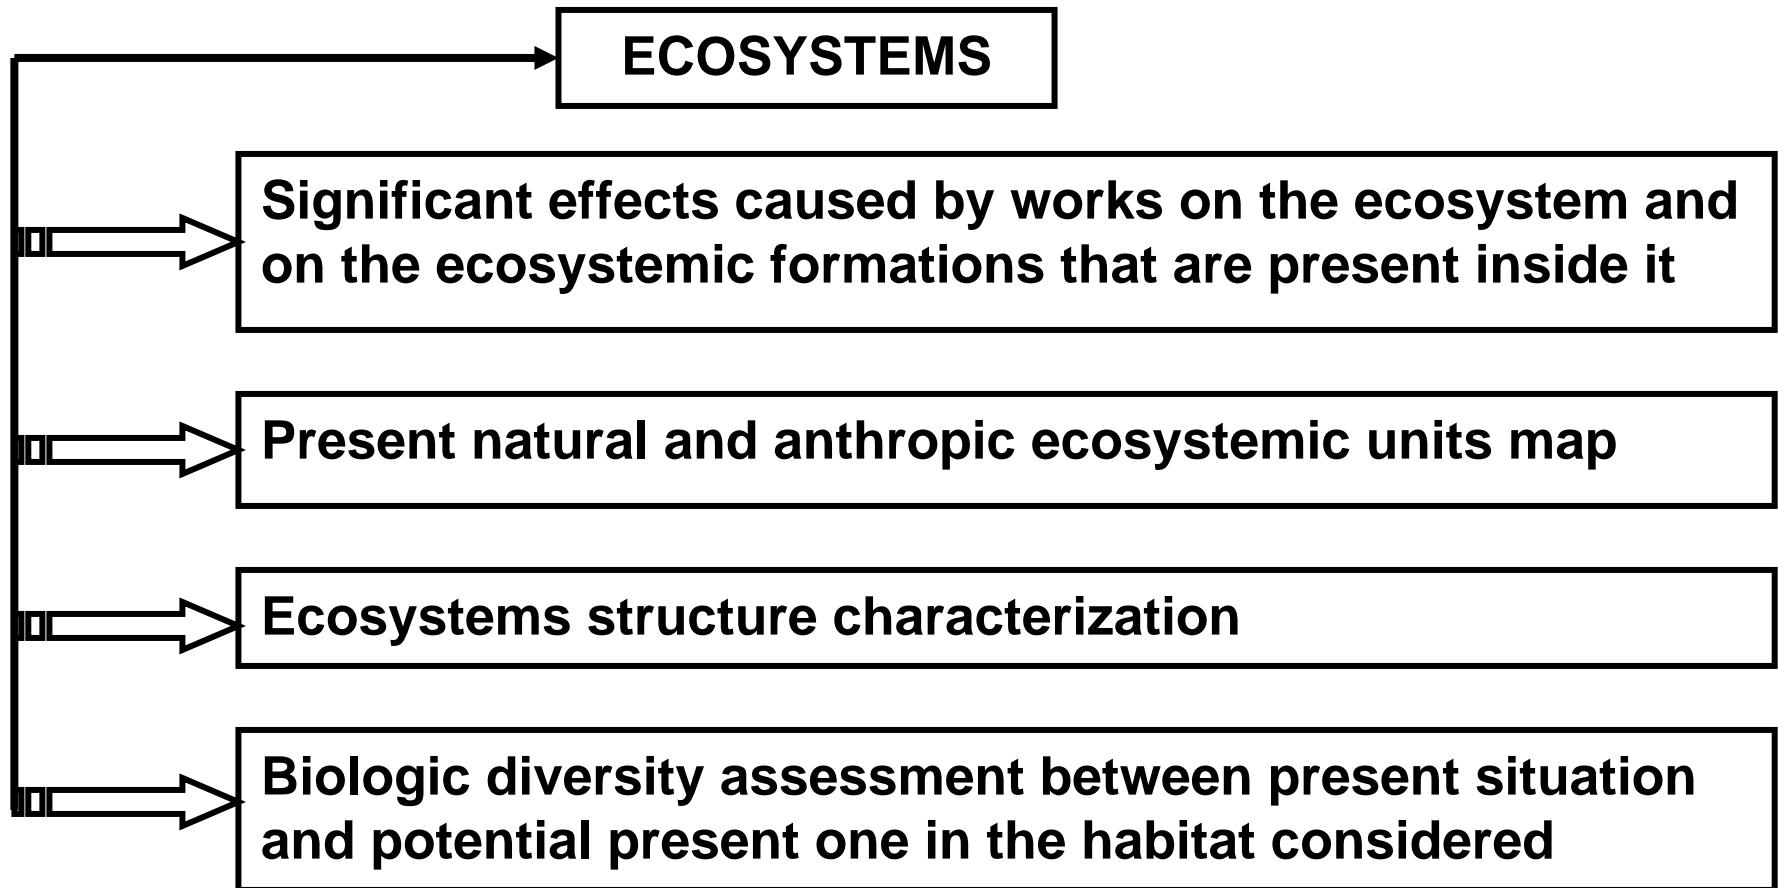 ECOSYSTEMS
Significant effects caused by works on the ecosystem and
on the ecosystemic formations that are present inside it
Present natural and anthropic ecosystemic units map
Ecosystems structure characterization
Biologic diversity assessment between present situation
and potential present one in the habitat considered